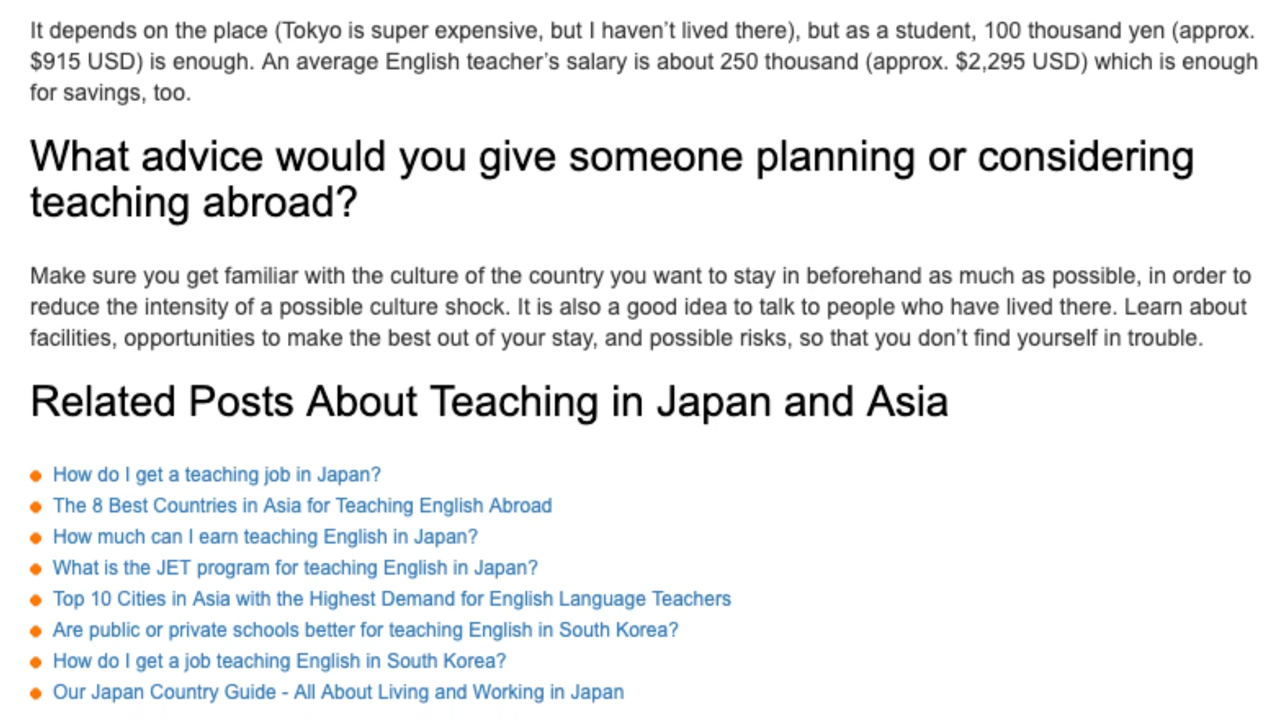 It depends on the place (Tokyo is super expensive, but I haven’t lived there), but as a student, 100 thousand yen (approx.
$915 USD) is enough. An average English teacher’s salary is about 250 thousand (approx. $2,295 USD) which is enough
for savings, too.
What advice would you give someone planning or considering
teaching abroad?
Make sure you get familiar with the culture of the country you want to stay in beforehand as much as possible, in order to
reduce the intensity of a possible culture shock. It is also a good idea to talk to people who have lived there. Learn about
facilities, opportunities to make the best out of your stay, and possible risks, so that you don’t find yourself in trouble.
Related Posts About Teaching in Japan and Asia
How do I get a teaching job in Japan?
The 8 Best Countries in Asia for Teaching English Abroad
How much can I earn teaching English in Japan?
What is the JET program for teaching English in Japan?
Top 10 Cities in Asia with the Highest Demand for English Language Teachers
Are public or private schools better for teaching English in South Korea?
How do I get a job teaching English in South Korea?
Our Japan Country Guide - All About Living and Working in Japan